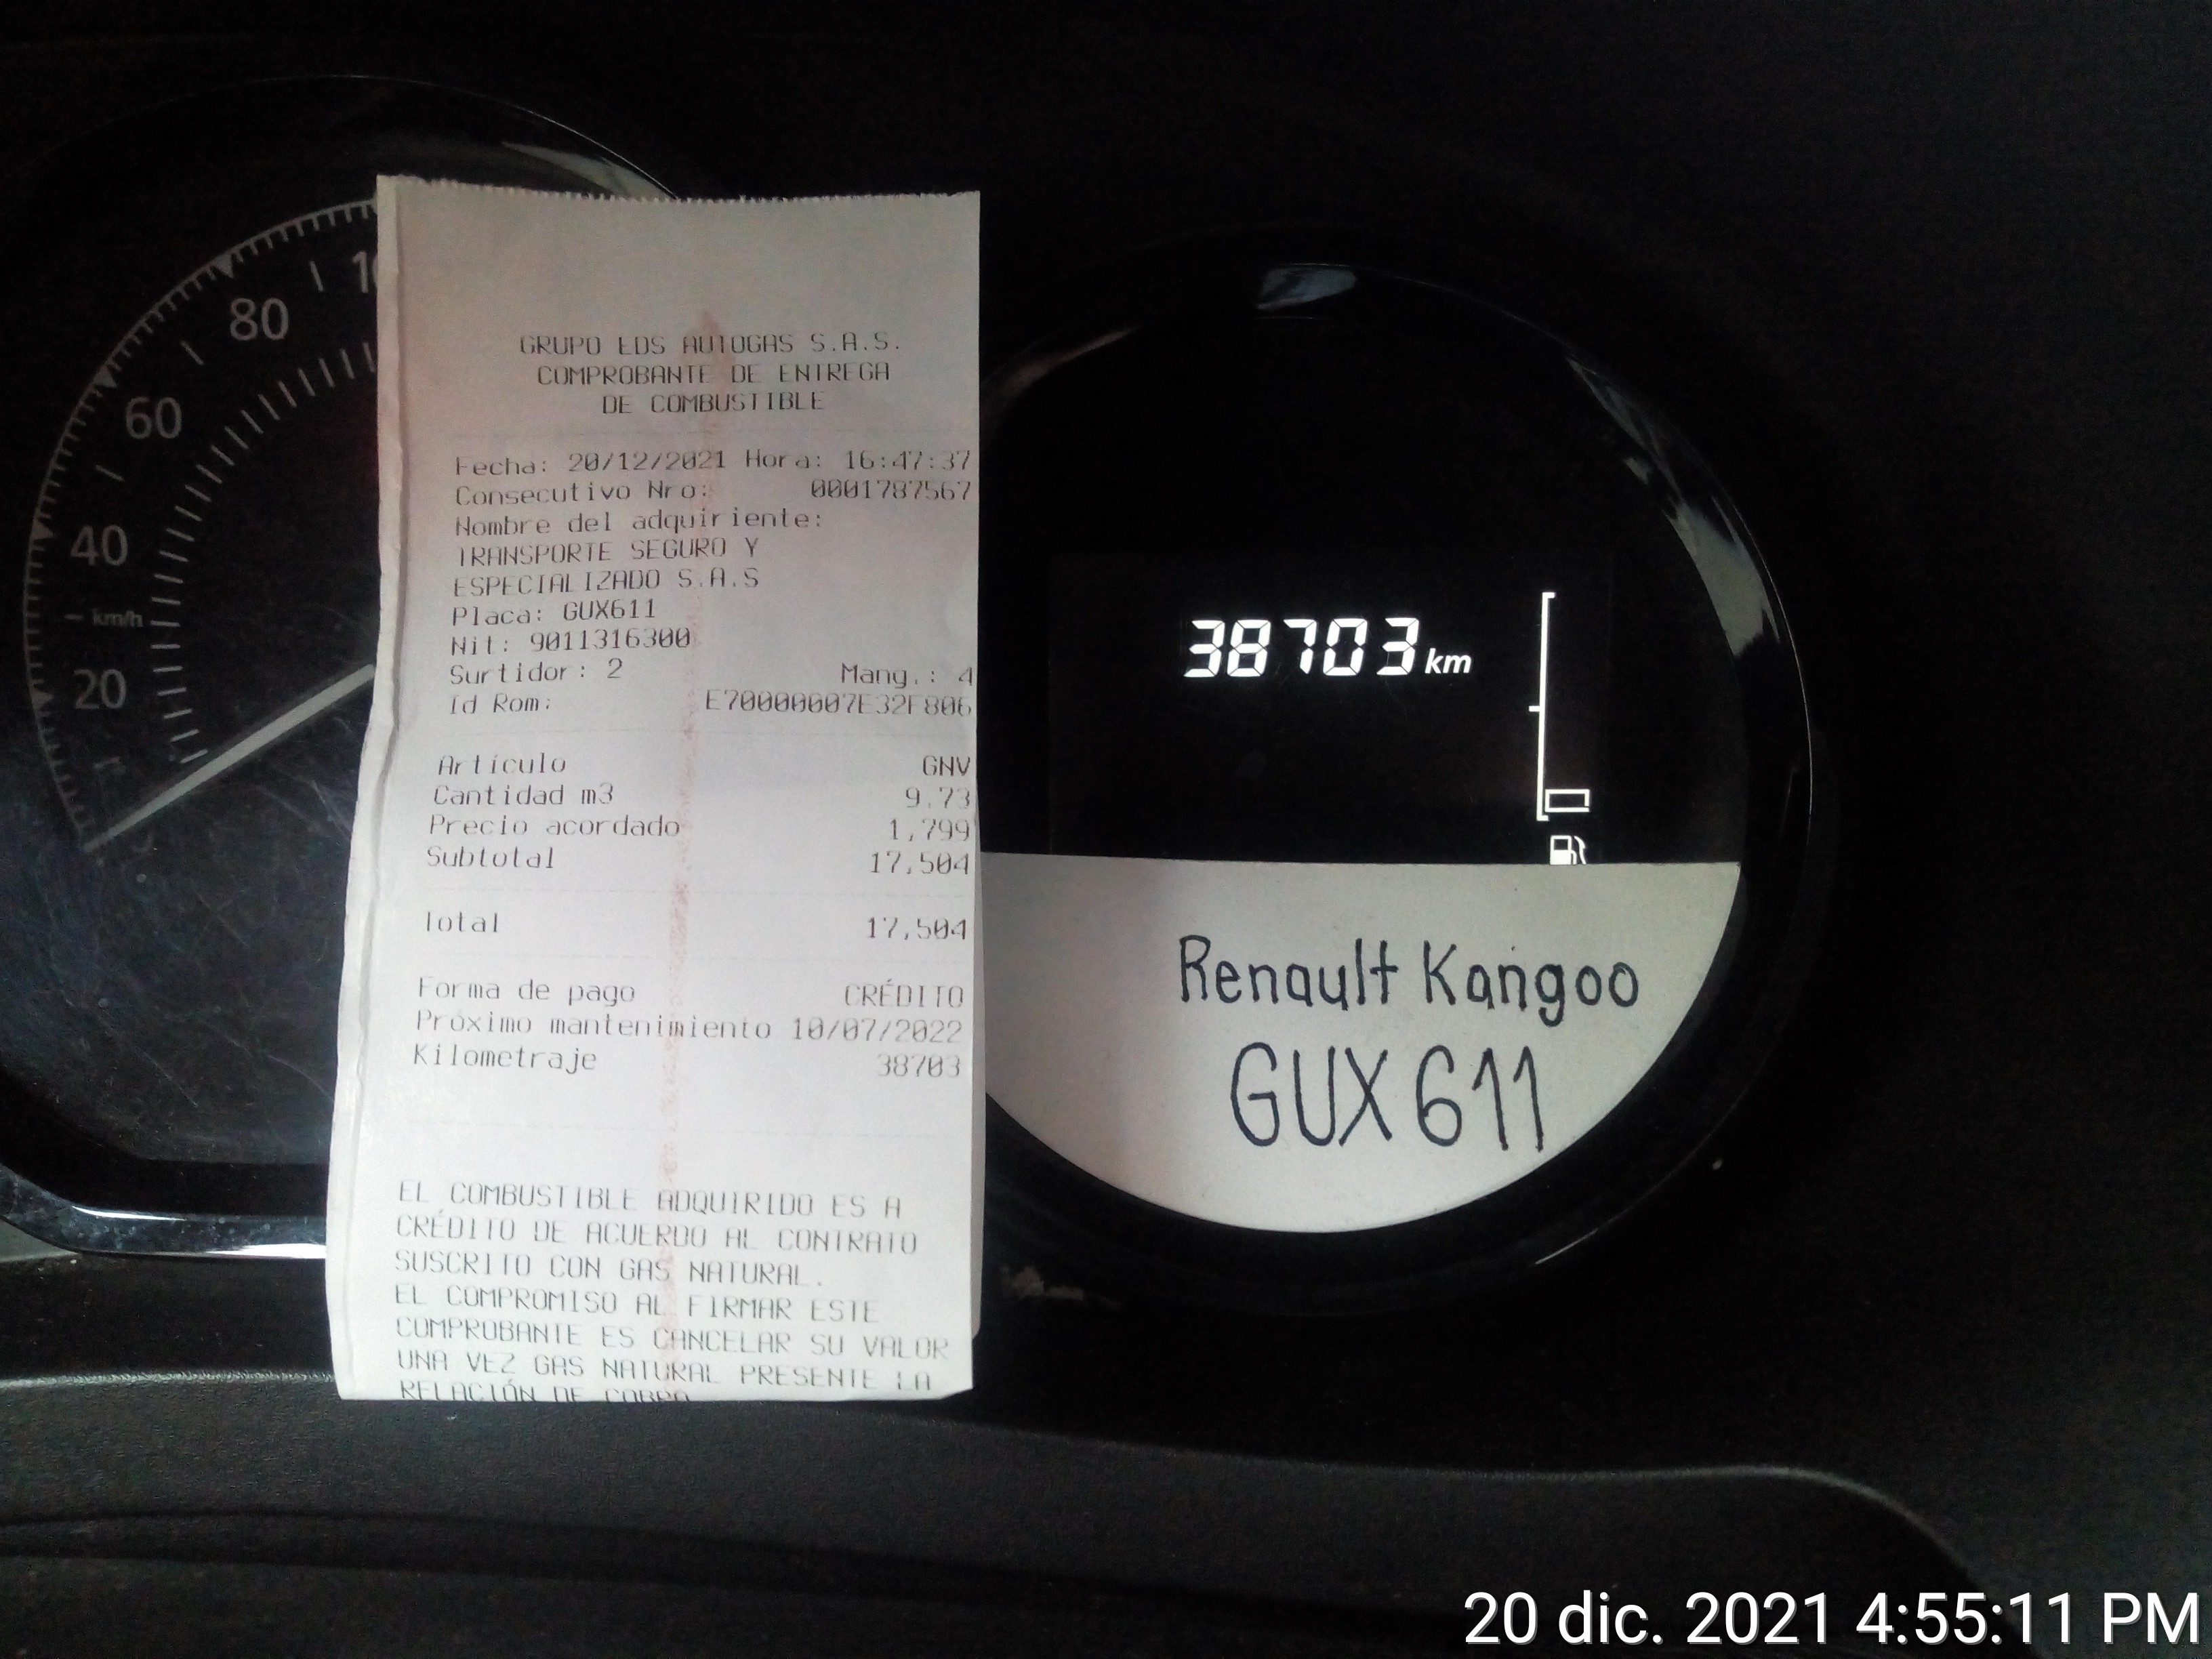 GRUPO EDS AUTOGAS S.A.S.
COMPROBANTE DE ENTREGA
DE COMBUSTIBLE
Fecha: 20/12/2021 Hora: 16:47:37
Consecutivo Nro: 0001787567
Nombre del adquiriente:
TRANSPORTE SEGURO Y
ESPECIALIZADO S.A.S
Placa: GUX611
Nit: 9011316300
Surtidor: 2 Mang.: 4
Id Rom: E70000007E32F806
Artículo GNV
Cantidad m3 9.73
Precio acordado 1,799
Subtotal 17,504
Total 17,504
Forma de pago CRÉDITO
Próximo mantenimiento 10/07/2022
Kilometraje 38703
EL COMBUSTIBLE ADQUIRIDO ES A
CRÉDITO DE ACUERDO AL CONTRATO
SUSCRITO CON GAS NATURAL.
EL COMPROMISO AL FIRMAR ESTE
COMPROBANTE ES CANCELAR SU VALOR
UNA VEZ GAS NATURAL PRESENTE LA
RELACIÓN DE COBRO
80
60
40
km/h
20
38703 km
Renault Kangoo
GUX 611
20 dic. 2021 4:55:11 PM